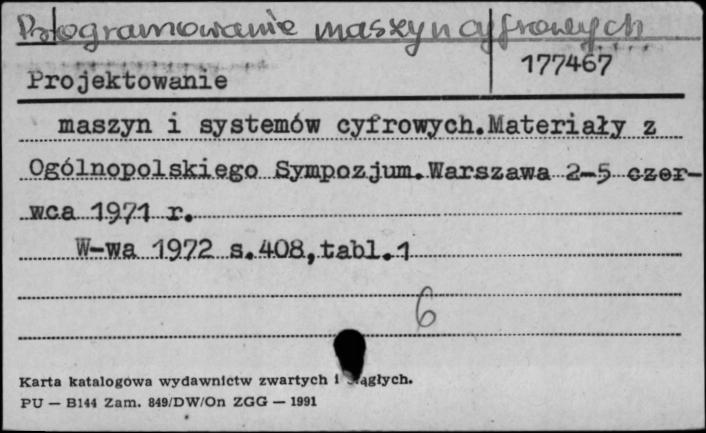 Programowanie maszyn cyfrowych
177467
Projektowanie
maszyn i systemów cyfrowych.Materiały z
Ogólnopolskiego Sympozjum.Warszawa 2-5 czer-
wca 1971 r.
W-wa 1972 s.408,tabl.1
6
Karta katalogowa wydawnictw zwartych i ciągłych.
PU — B144 Zam. 849/DW/On ZGG — 1991